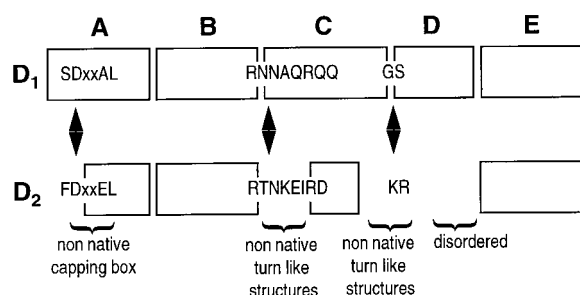 A B C D E
D1 SDxxAL RNNAQRQQ GS
D2 FDxxEL RTNKEIRD KR
non native non native non native disordered
capping box turn like turn like
structures structures